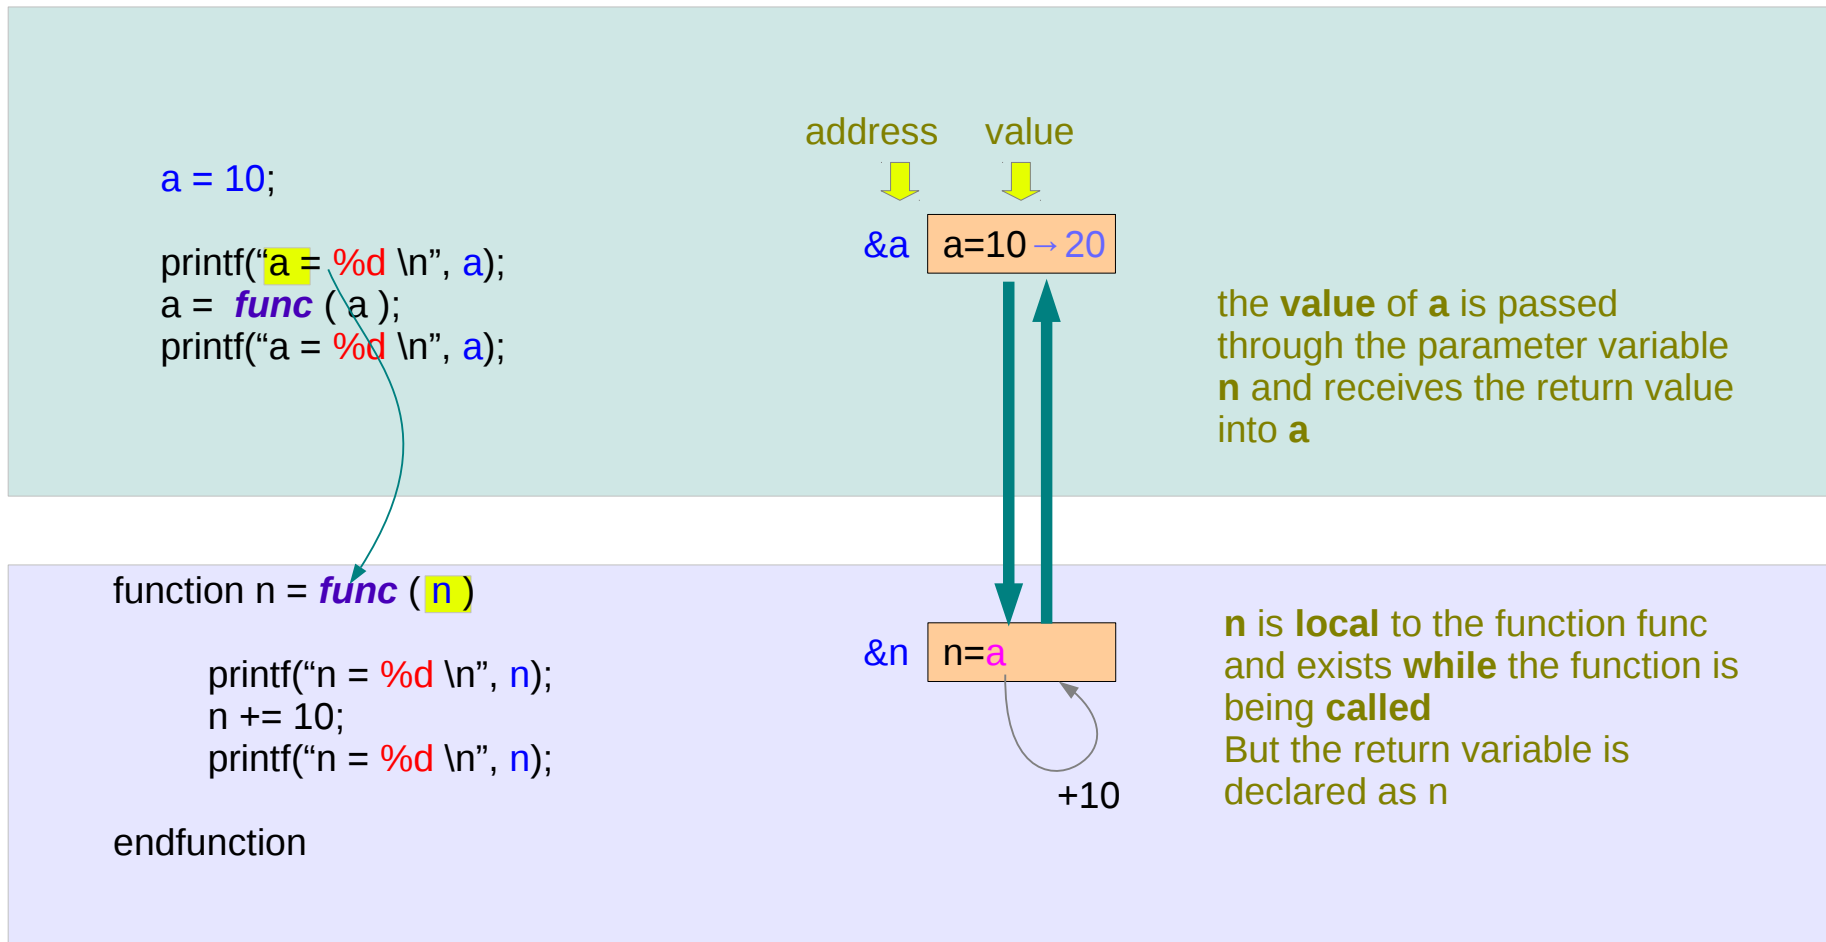 a = 10;
printf(“a = %d \n”, a);
a =  func ( a );
printf(“a = %d \n”, a);
address value
&a a=10→20
the value of a is passed
through the parameter variable
n and receives the return value
into a
function n = func ( n )
printf(“n = %d \n”, n);
n += 10;
printf(“n = %d \n”, n);
endfunction
&n n=a
+10
n is local to the function func
and exists while the function is
being called
But the return variable is
declared as n